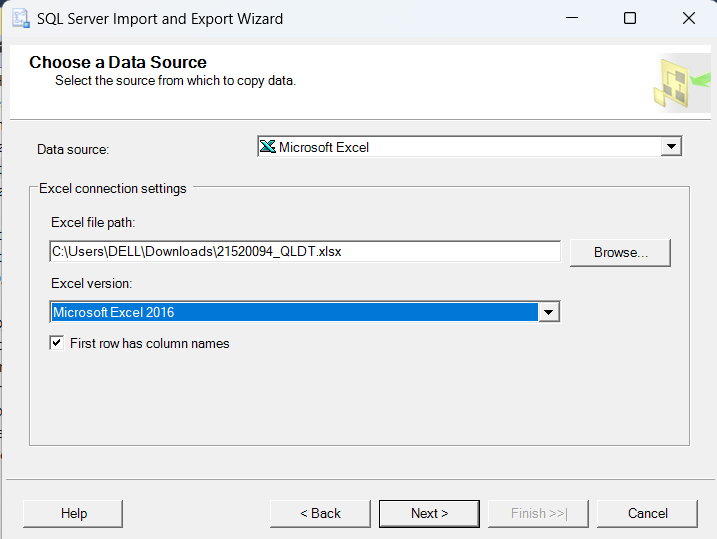 SQL Server Import and Export Wizard
Choose a Data Source
Select the source from which to copy data.
Data source:
Microsoft Excel
Excel connection settings
Excel file path:
C:\Users\DELL\Downloads\21520094_QLDT.xlsx
Browse...
Excel version:
Microsoft Excel 2016
First row has column names
Help
< Back
Next >
Finish >>|
Cancel